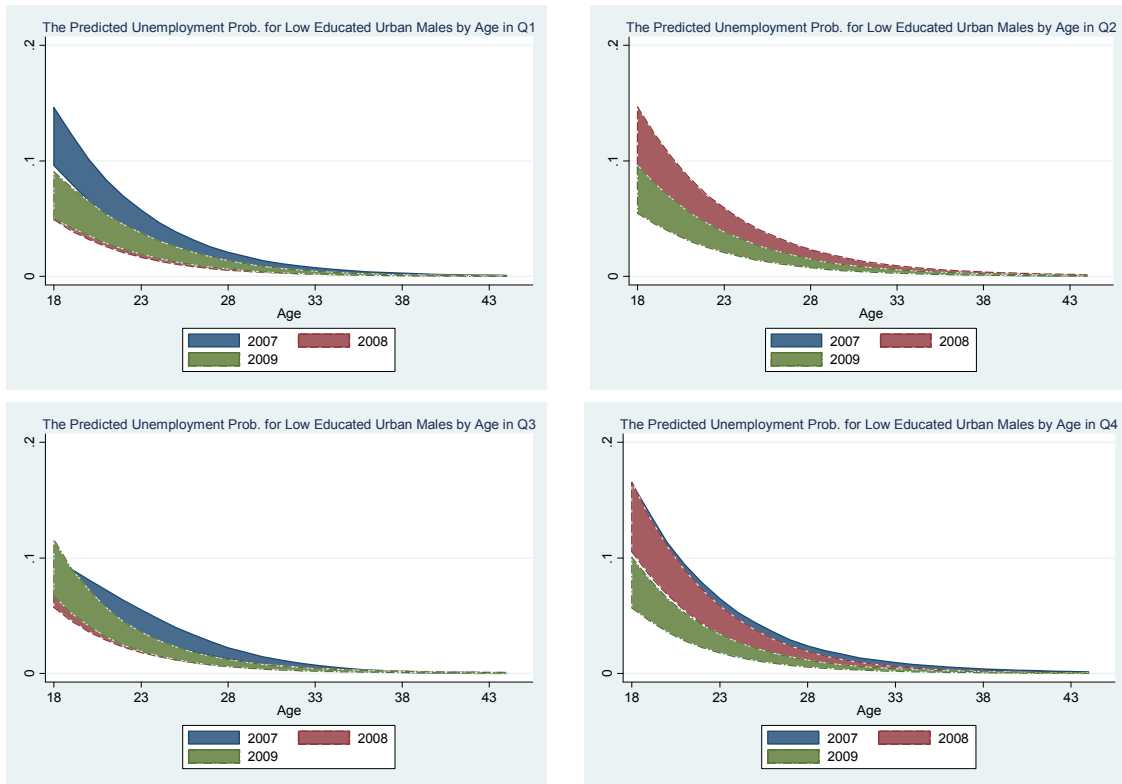 The Predicted Unemployment Prob. for Low Educated Urban Males by Age in Q1
.2
.1
0
18 23 28 33 38 43
Age
2007 2008
2009
The Predicted Unemployment Prob. for Low Educated Urban Males by Age in Q2
.2
.1
0
18 23 28 33 38 43
Age
2007 2008
2009
The Predicted Unemployment Prob. for Low Educated Urban Males by Age in Q3
.2
.1
0
18 23 28 33 38 43
Age
2007 2008
2009
The Predicted Unemployment Prob. for Low Educated Urban Males by Age in Q4
.2
.1
0
18 23 28 33 38 43
Age
2007 2008
2009